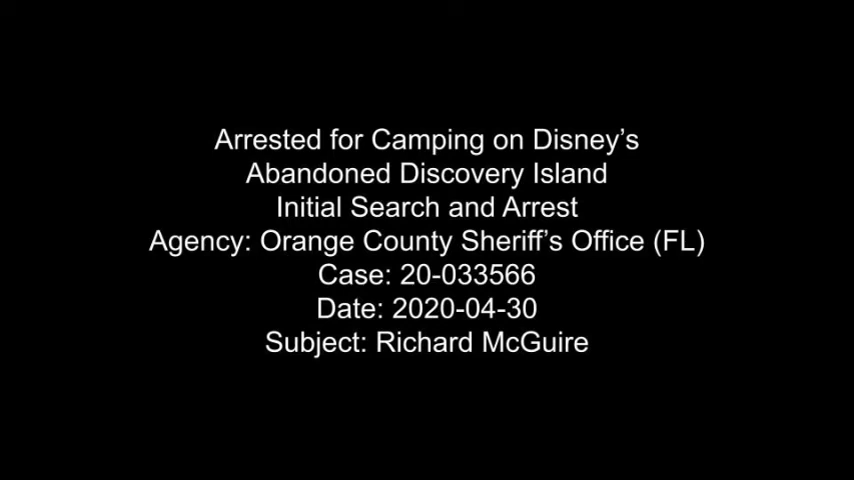 Arrested for Camping on Disney’s
Abandoned Discovery Island
Initial Search and Arrest
Agency: Orange County Sheriff’s Office (FL)
Case: 20-033566
Date: 2020-04-30
Subject: Richard McGuire